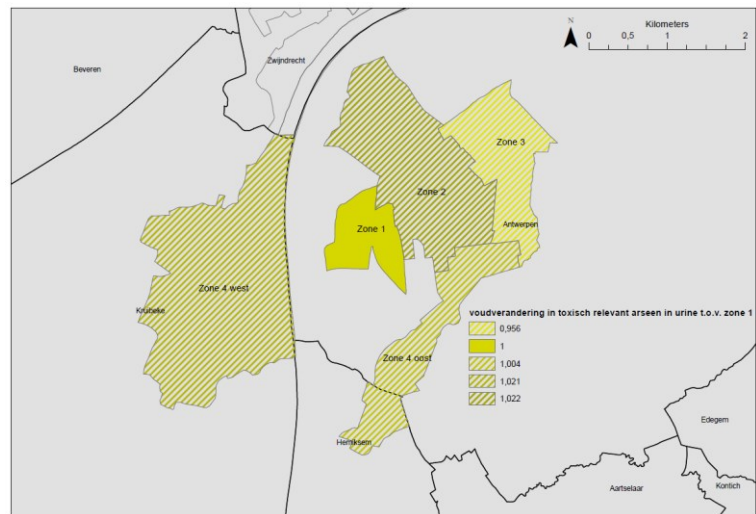 N
Kilometers
0 0,5 1 2
Beveren
Zwijndrecht
Zone 3
Zone 2
Antwerpen
Zone 1
Zone 4 west
Kruibeke
voudverandering in toxisch relevant arseen in urine t.o.v. zone 1
0,956
1
1,004
1,021
1,022
Zone 4 oost
Hemiksem
Edegem
Aartselaar
Kontich